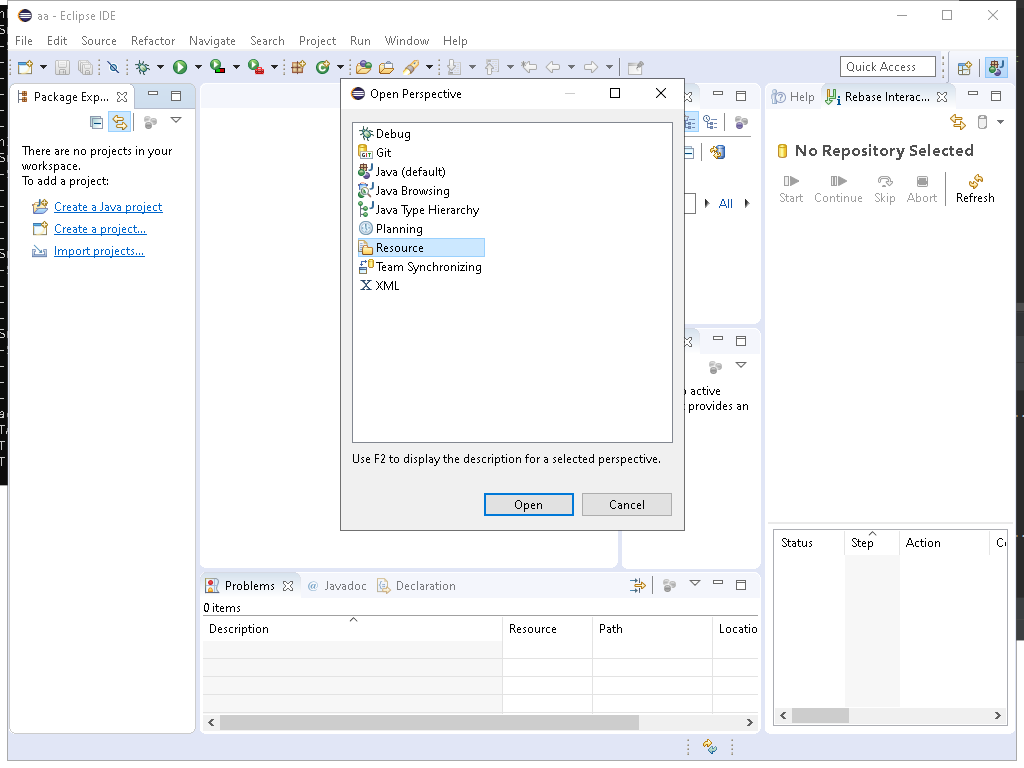 aa - Eclipse IDE
File Edit Source Refactor Navigate Search Project Run Window Help
Quick Access
Package Exp...
There are no projects in your
workspace.
To add a project:
Create a Java project
Create a project...
Import projects...
Open Perspective
Debug
GIT
Git
Java (default)
Java Browsing
Java Type Hierarchy
Planning
Resource
Team Synchronizing
X XML
Use F2 to display the description for a selected perspective.
Open Cancel
All
active
provides an
Help Rebase Interac...
No Repository Selected
Start Continue Skip Abort Refresh
Status Step Action
Problems @ Javadoc Declaration
0 items
Description Resource Path Locatio